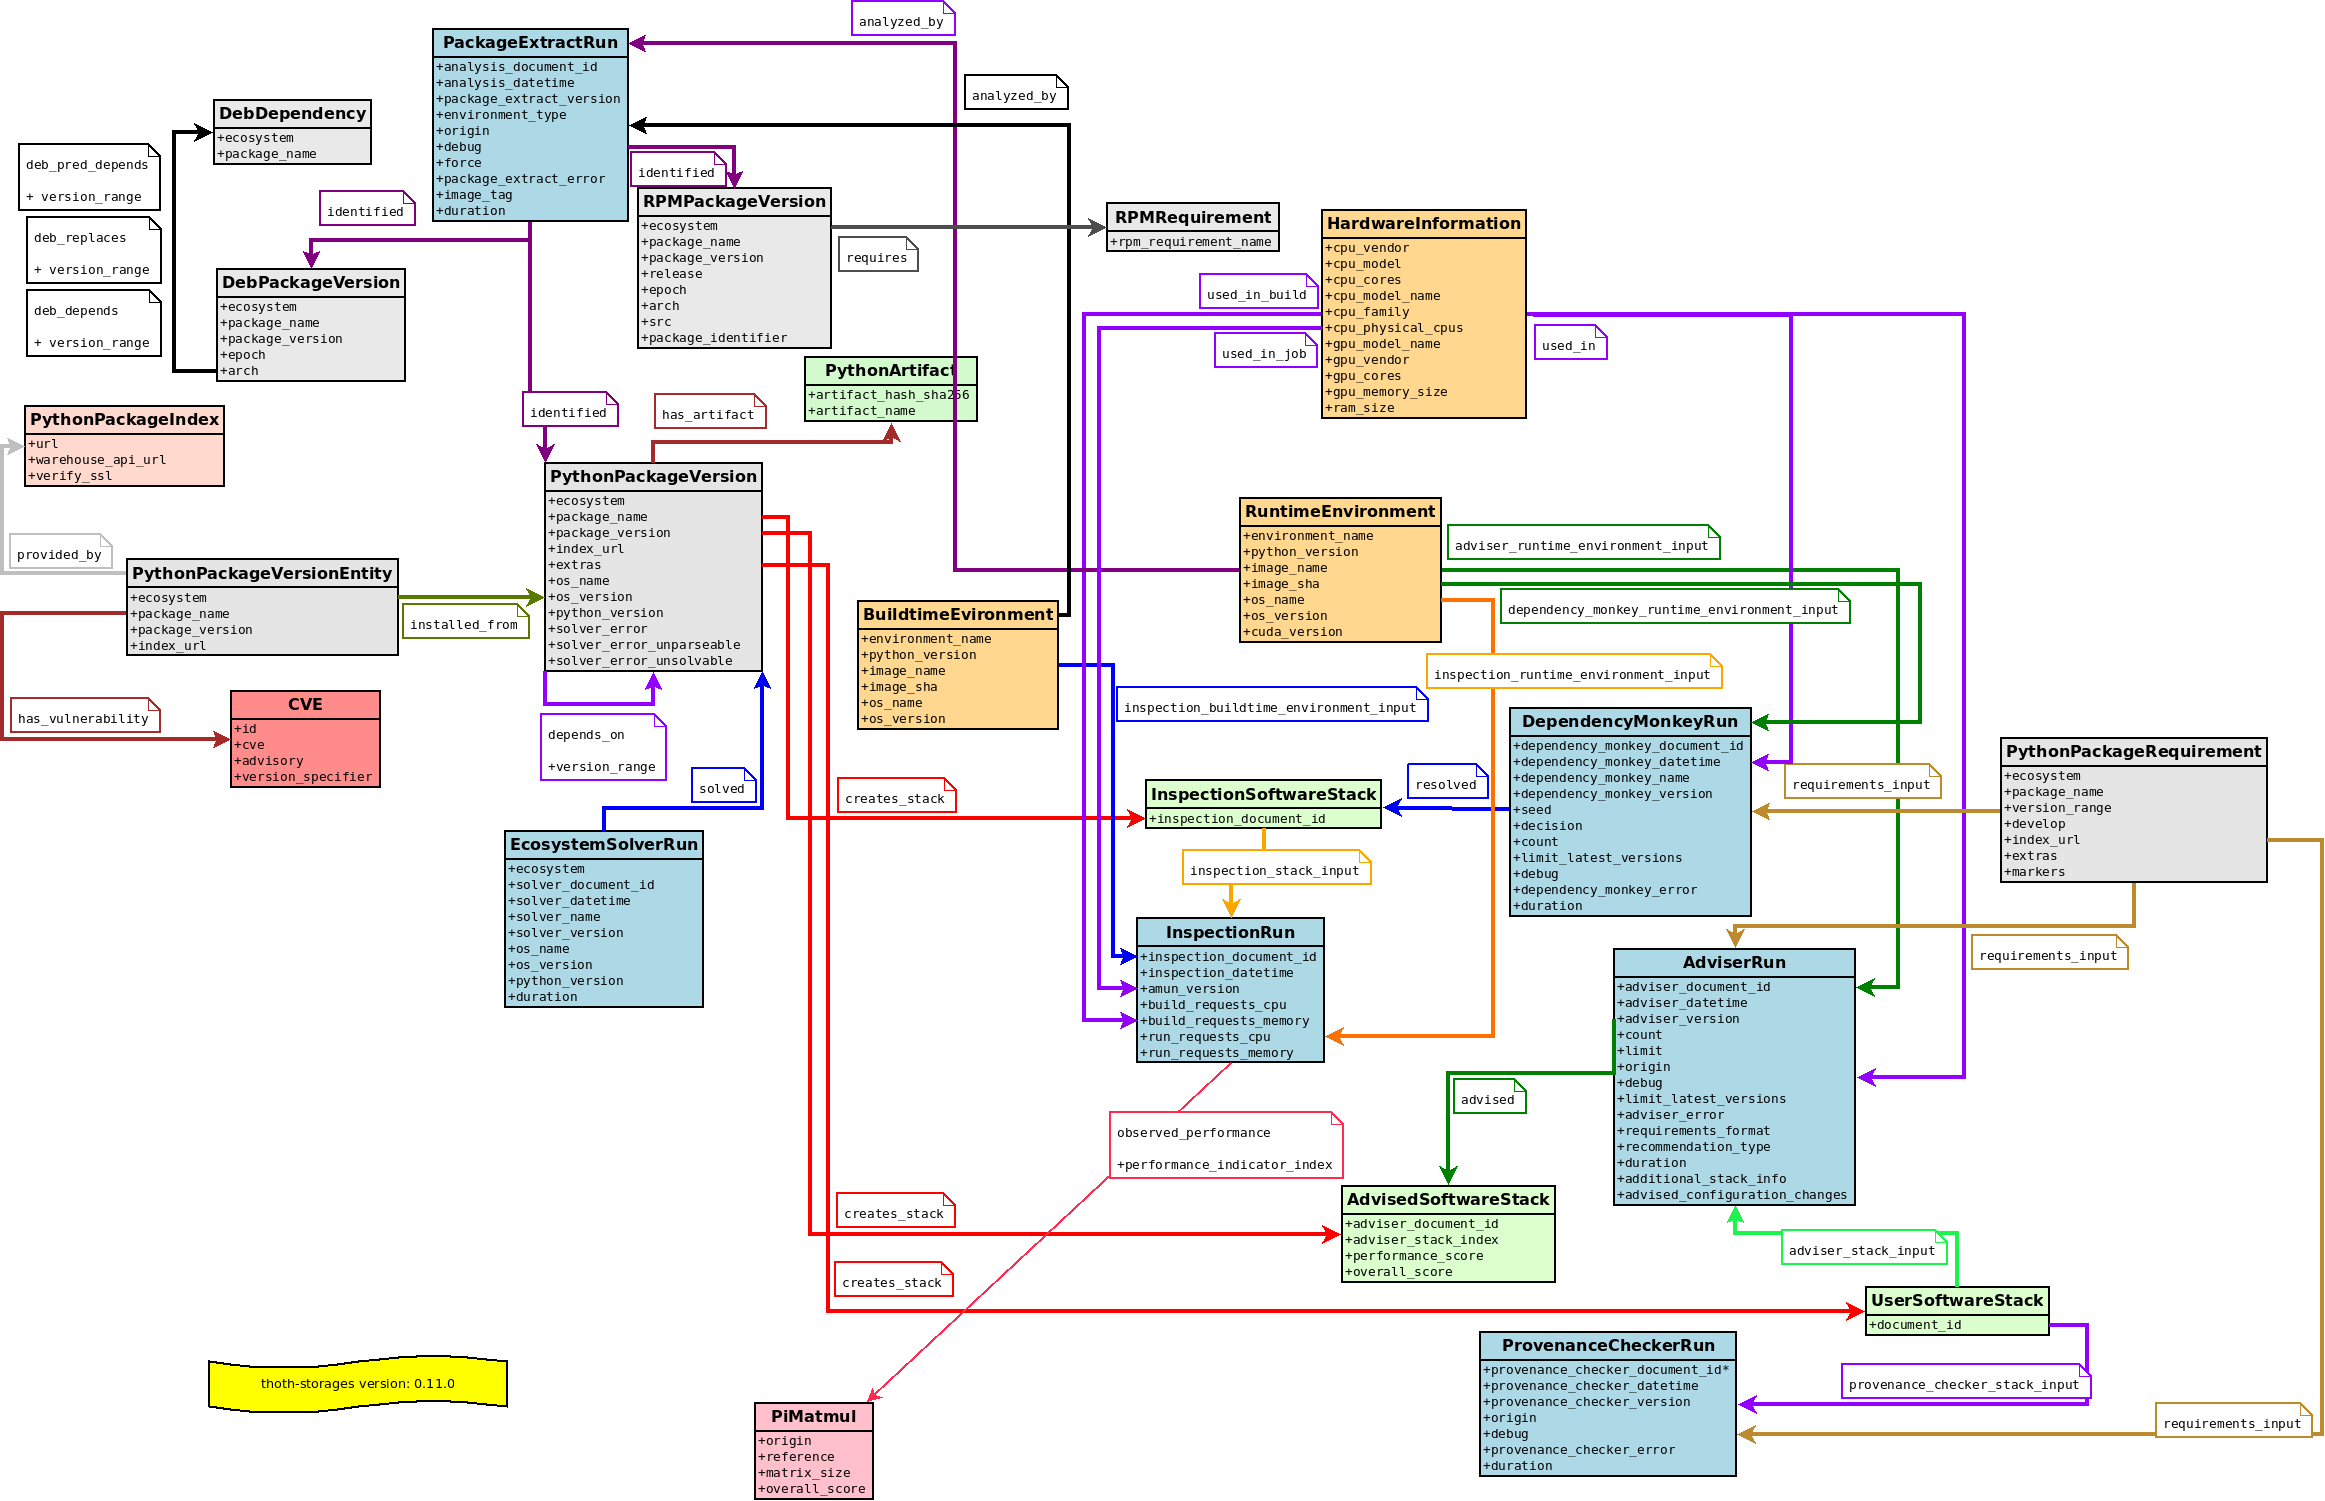 analyzed_by
PackageExtractRun
+analysis_document_id
+analysis_datetime
+package_extract_version
+environment_type
+origin
+debug
+force
+package_extract_error
+image_tag
+duration
analyzed_by
DebDependency
+ecosystem
+package_name
deb_pred_depends
+ version_range
deb_replaces
+ version_range
deb_depends
+ version_range
identified
identified
RPMPackageVersion
+ecosystem
+package_name
+package_version
+release
+epoch
+arch
+src
+package_identifier
requires
RPMRequirement
+rpm_requirement_name
HardwareInformation
+cpu_vendor
+cpu_model
+cpu_cores
+cpu_model_name
+cpu_family
+cpu_physical_cpus
+gpu_model_name
+gpu_vendor
+gpu_cores
+gpu_memory_size
+ram_size
used_in_build
used_in_job
used_in
DebPackageVersion
+ecosystem
+package_name
+package_version
+epoch
+arch
PythonArtifact
+artifact_hash_sha256
+artifact_name
identified
has_artifact
PythonPackageIndex
+url
+warehouse_api_url
+verify_ssl
PythonPackageVersion
+ecosystem
+package_name
+package_version
+index_url
+extras
+os_name
+os_version
+python_version
+solver_error
+solver_error_unparseable
+solver_error_unsolvable
provided_by
PythonPackageVersionEntity
+ecosystem
+package_name
+package_version
+index_url
installed_from
RuntimeEnvironment
+environment_name
+python_version
+image_name
+image_sha
+os_name
+os_version
+cuda_version
adviser_runtime_environment_input
dependency_monkey_runtime_environment_input
inspection_runtime_environment_input
BuildtimeEvironment
+environment_name
+python_version
+image_name
+image_sha
+os_name
+os_version
inspection_buildtime_environment_input
has_vulnerability
CVE
+id
+cve
+advisory
+version_specifier
depends_on
+version_range
solved
creates_stack
InspectionSoftwareStack
+inspection_document_id
resolved
DependencyMonkeyRun
+dependency_monkey_document_id
+dependency_monkey_datetime
+dependency_monkey_name
+dependency_monkey_version
+seed
+decision
+count
+limit_latest_versions
+debug
+dependency_monkey_error
+duration
requirements_input
PythonPackageRequirement
+ecosystem
+package_name
+version_range
+develop
+index_url
+extras
+markers
EcosystemSolverRun
+ecosystem
+solver_document_id
+solver_datetime
+solver_name
+solver_version
+os_name
+os_version
+python_version
+duration
inspection_stack_input
InspectionRun
+inspection_document_id
+inspection_datetime
+amun_version
+build_requests_cpu
+build_requests_memory
+run_requests_cpu
+run_requests_memory
requirements_input
AdviserRun
+adviser_document_id
+adviser_datetime
+adviser_version
+count
+limit
+origin
+debug
+limit_latest_versions
+adviser_error
+requirements_format
+recommendation_type
+duration
+additional_stack_info
+advised_configuration_changes
advised
observed_performance
+performance_indicator_index
creates_stack
AdvisedSoftwareStack
+adviser_document_id
+adviser_stack_index
+performance_score
+overall_score
adviser_stack_input
creates_stack
UserSoftwareStack
+document_id
ProvenanceCheckerRun
+provenance_checker_document_id*
+provenance_checker_datetime
+provenance_checker_version
+origin
+debug
+provenance_checker_error
+duration
provenance_checker_stack_input
requirements_input
thoth-storages version: 0.11.0
PiMatmul
+origin
+reference
+matrix_size
+overall_score